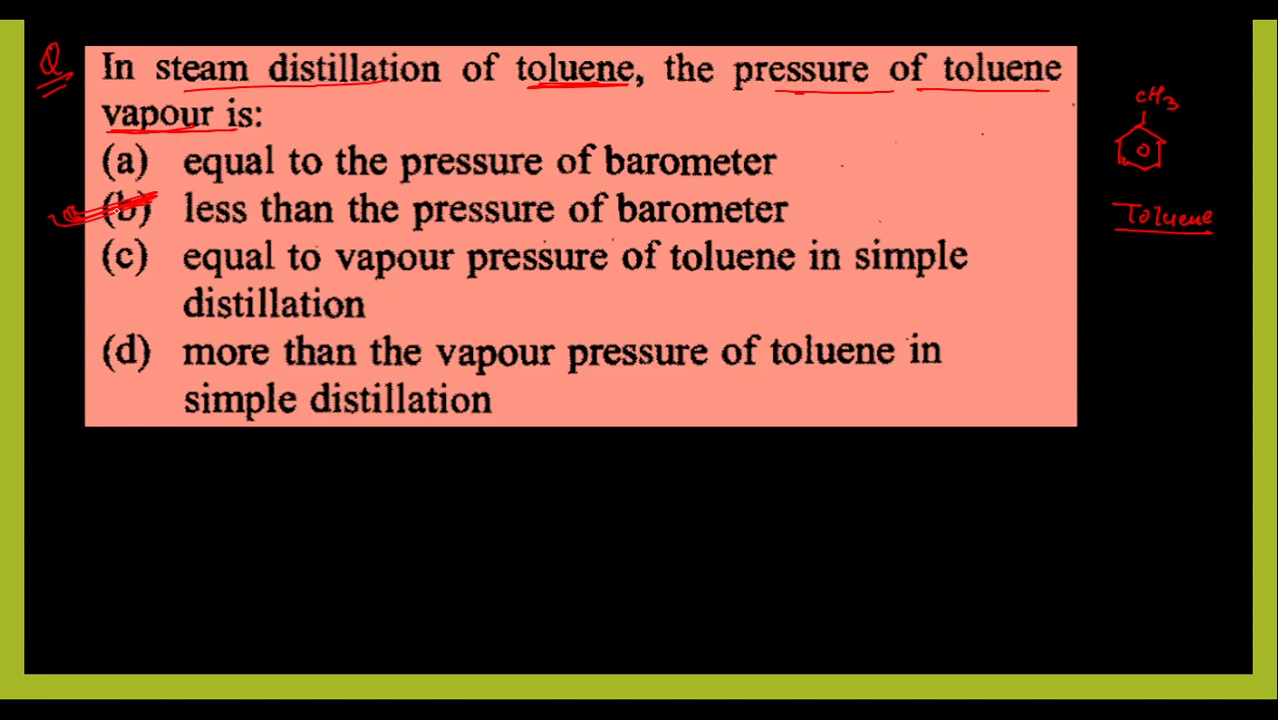 Q
In steam distillation of toluene, the pressure of toluene
vapour is:
(a) equal to the pressure of barometer
(b) less than the pressure of barometer
(c) equal to vapour pressure of toluene in simple
distillation
(d) more than the vapour pressure of toluene in
simple distillation
CH3
Toluene